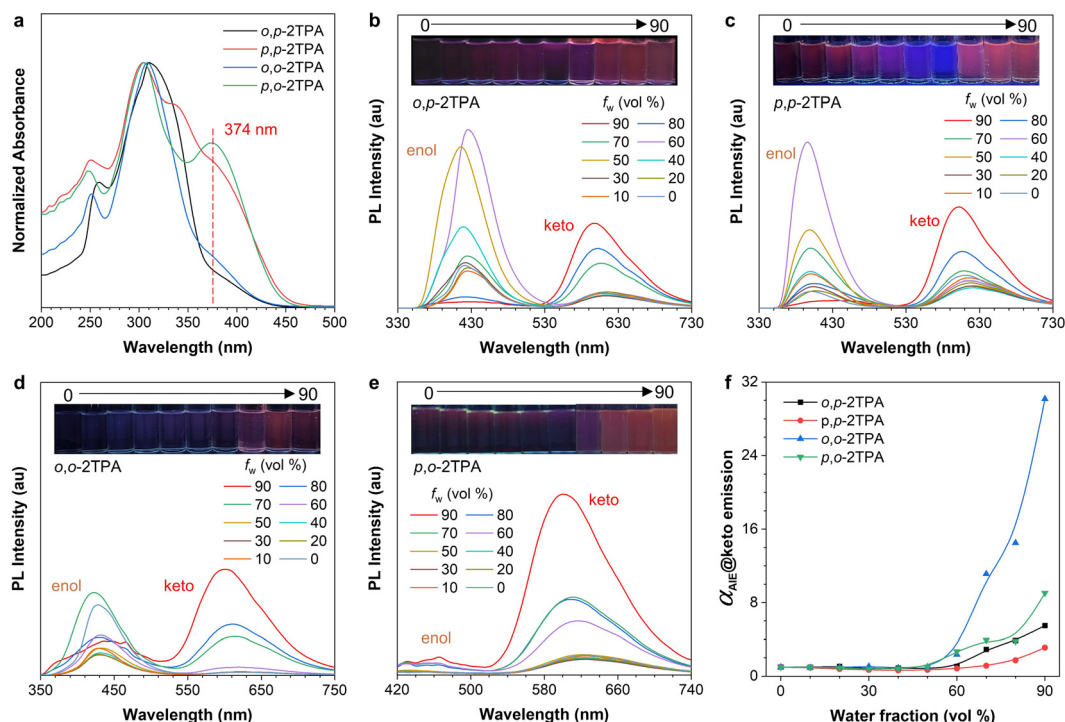 a
o,p-2TPA
p,p-2TPA
o,o-2TPA
p,o-2TPA
374 nm
Normalized Absorbance
200 250 300 350 400 450 500
Wavelength (nm)
b
0 90
o,p-2TPA
fw (vol %)
90 80
70 60
50 40
30 20
10 0
enol
keto
PL Intensity (au)
330 430 530 630 730
Wavelength (nm)
c
0 90
p,p-2TPA
fw (vol %)
90 80
70 60
50 40
30 20
10 0
enol
keto
PL Intensity (au)
330 430 530 630 730
Wavelength (nm)
d
0 90
o,o-2TPA
fw (vol %)
90 80
70 60
50 40
30 20
10 0
enol
keto
PL Intensity (au)
350 450 550 650 750
Wavelength (nm)
e
0 90
p,o-2TPA
fw (vol %)
90 80
70 60
50 40
30 20
10 0
keto
enol
PL Intensity (au)
420 500 580 660 740
Wavelength (nm)
f
32
24
16
8
0
o,p-2TPA
p,p-2TPA
o,o-2TPA
p,o-2TPA
αAIE@keto emission
0 15 30 45 60 75 90
Water fraction (vol %)